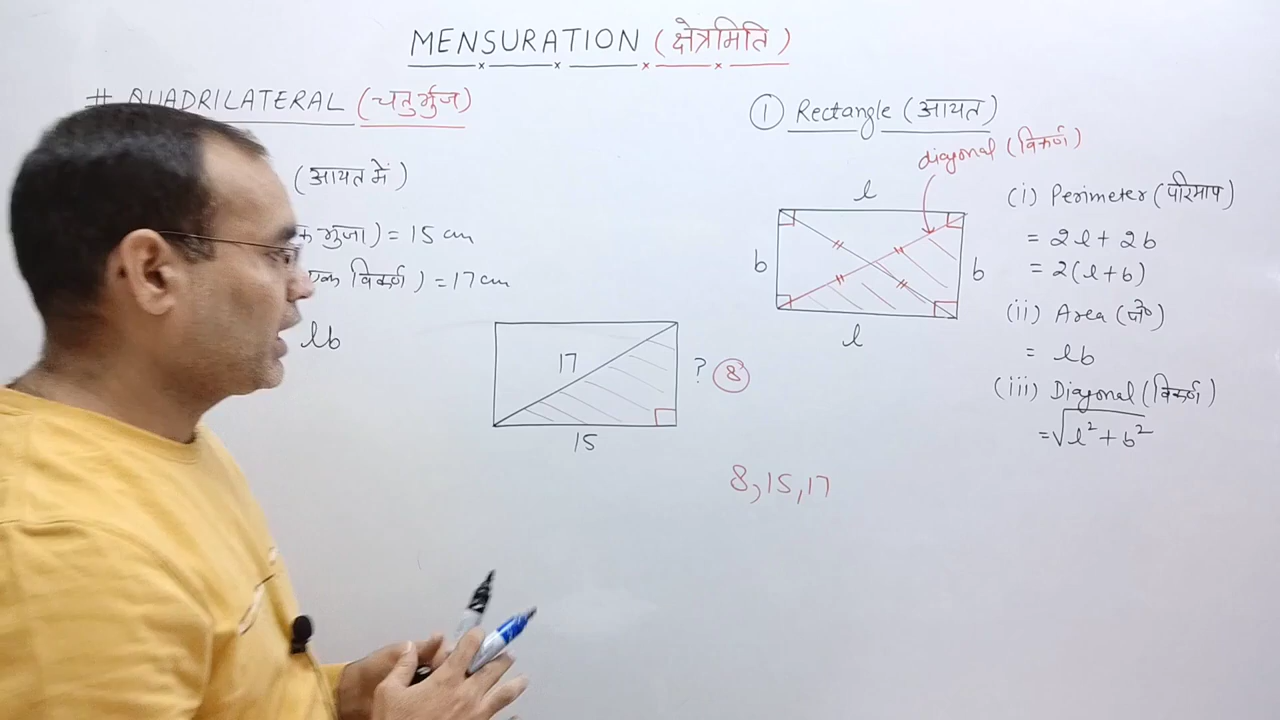 MENSURATION (क्षेत्रमिति)
# QUADRILATERAL (चतुर्भुज)
(आयत में)
भुजा) = 15 cm
विकर्ण) = 17 cm
lb
17
? 8
15
8, 15, 17
① Rectangle (आयत)
diagonal (विकर्ण)
l
b
b
l
(i) Perimeter (परिमाप)
= 2l + 2b
= 2(l + b)
(ii) Area (क्षे०)
= lb
(iii) Diagonal (विकर्ण)
= √l² + b²